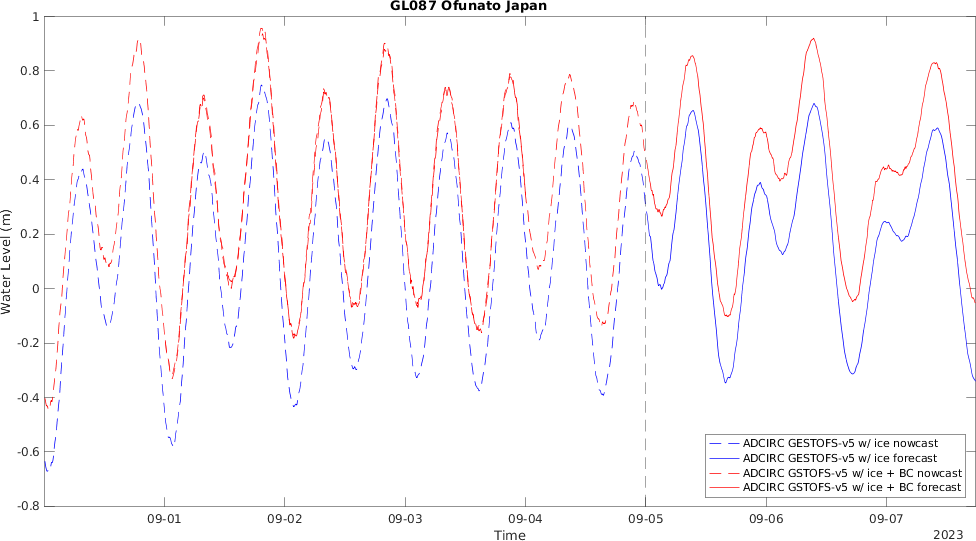 GL087 Ofunato Japan
1
0.8
0.6
0.4
0.2
0
-0.2
-0.4
-0.6
-0.8
Water Level (m)
09-01 09-02 09-03 09-04 09-05 09-06 09-07
Time
2023
ADCIRC GESTOFS-v5 w/ ice nowcast
ADCIRC GESTOFS-v5 w/ ice forecast
ADCIRC GSTOFS-v5 w/ ice + BC nowcast
ADCIRC GSTOFS-v5 w/ ice + BC forecast